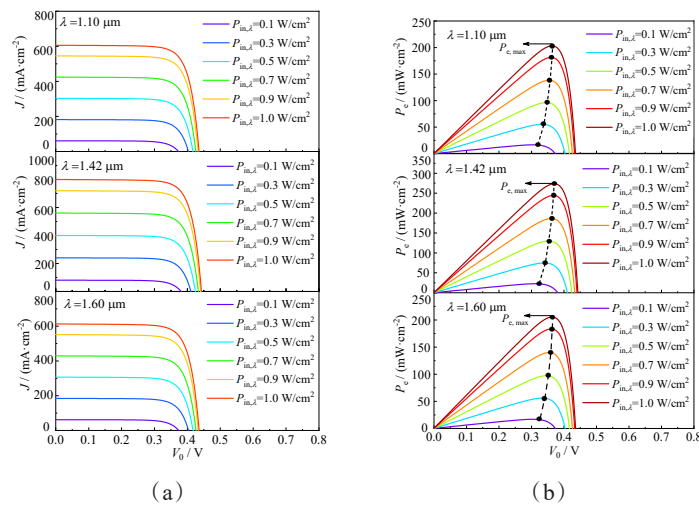 λ=1.10 μm
J / (mA·cm⁻²)
800
600
400
200
0
P_in,λ=0.1 W/cm²
P_in,λ=0.3 W/cm²
P_in,λ=0.5 W/cm²
P_in,λ=0.7 W/cm²
P_in,λ=0.9 W/cm²
P_in,λ=1.0 W/cm²
λ=1.42 μm
J / (mA·cm⁻²)
1000
800
600
400
200
0
P_in,λ=0.1 W/cm²
P_in,λ=0.3 W/cm²
P_in,λ=0.5 W/cm²
P_in,λ=0.7 W/cm²
P_in,λ=0.9 W/cm²
P_in,λ=1.0 W/cm²
λ=1.60 μm
J / (mA·cm⁻²)
800
600
400
200
0
P_in,λ=0.1 W/cm²
P_in,λ=0.3 W/cm²
P_in,λ=0.5 W/cm²
P_in,λ=0.7 W/cm²
P_in,λ=0.9 W/cm²
P_in,λ=1.0 W/cm²
0.0 0.1 0.2 0.3 0.4 0.5 0.6 0.7 0.8
V₀ / V
(a)
λ=1.10 μm
P_e,max
P_e / (mW·cm⁻²)
250
200
150
100
50
0
P_in,λ=0.1 W/cm²
P_in,λ=0.3 W/cm²
P_in,λ=0.5 W/cm²
P_in,λ=0.7 W/cm²
P_in,λ=0.9 W/cm²
P_in,λ=1.0 W/cm²
λ=1.42 μm
P_e,max
P_e / (mW·cm⁻²)
350
300
250
200
150
100
50
0
P_in,λ=0.1 W/cm²
P_in,λ=0.3 W/cm²
P_in,λ=0.5 W/cm²
P_in,λ=0.7 W/cm²
P_in,λ=0.9 W/cm²
P_in,λ=1.0 W/cm²
λ=1.60 μm
P_e,max
P_e / (mW·cm⁻²)
250
200
150
100
50
0
P_in,λ=0.1 W/cm²
P_in,λ=0.3 W/cm²
P_in,λ=0.5 W/cm²
P_in,λ=0.7 W/cm²
P_in,λ=0.9 W/cm²
P_in,λ=1.0 W/cm²
0.0 0.1 0.2 0.3 0.4 0.5 0.6 0.7 0.8
V₀ / V
(b)